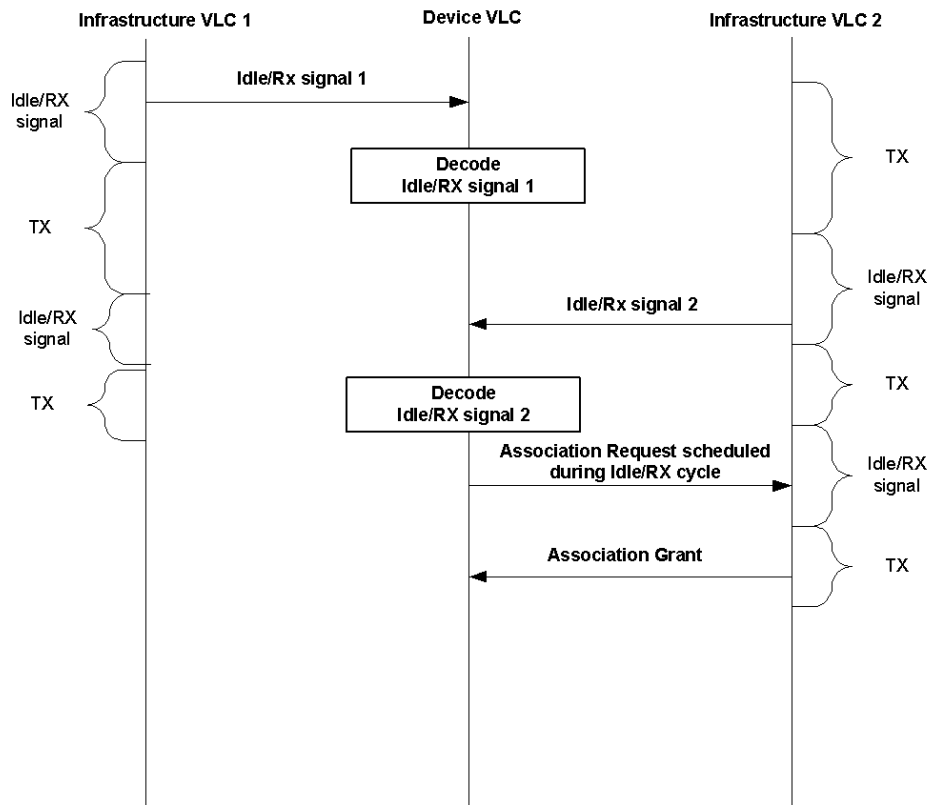 Infrastructure VLC 1
Device VLC
Infrastructure VLC 2
Idle/Rx signal 1
Idle/RX
signal
Decode
Idle/RX signal 1
TX
TX
Idle/RX
signal
Idle/Rx signal 2
Idle/RX
signal
TX
Decode
Idle/RX signal 2
TX
Association Request scheduled
during Idle/RX cycle
Idle/RX
signal
Association Grant
TX